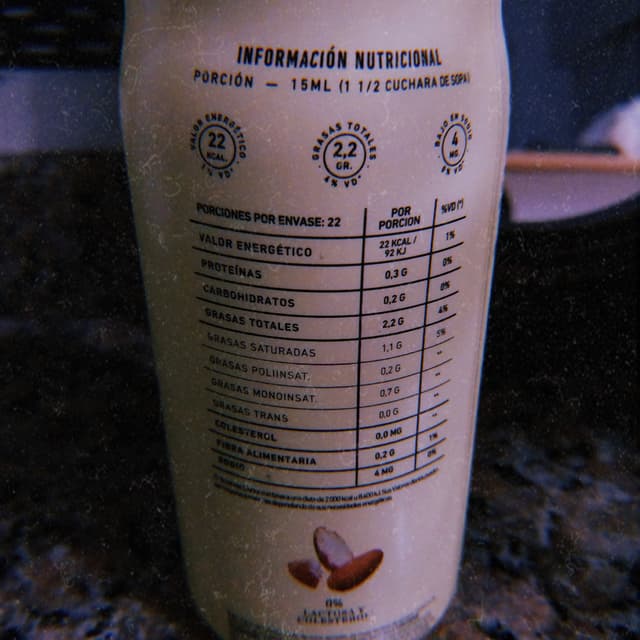 INFORMACIÓN NUTRICIONAL
PORCIÓN — 15ML (1 1/2 CUCHARA DE SOPA)
VALOR ENERGÉTICO
22
KCAL
GRASAS TOTALES
2.2
GR.
4
MG
PORCIONES POR ENVASE: 22 POR PORCIÓN %VD (*)
VALOR ENERGÉTICO 22 KCAL / 92 KJ 1%
PROTEÍNAS 0,3 G 0%
CARBOHIDRATOS 0,2 G 0%
GRASAS TOTALES 2,2 G 4%
GRASAS SATURADAS 1,1 G 5%
GRASAS POLIINSAT. 0,2 G --
GRASAS MONOINSAT. 0,7 G --
GRASAS TRANS 0,0 G --
COLESTEROL 0,0 MG --
FIBRA ALIMENTARIA 0,2 G 1%
SODIO 4 MG 0%
0%
LACTOSA Y